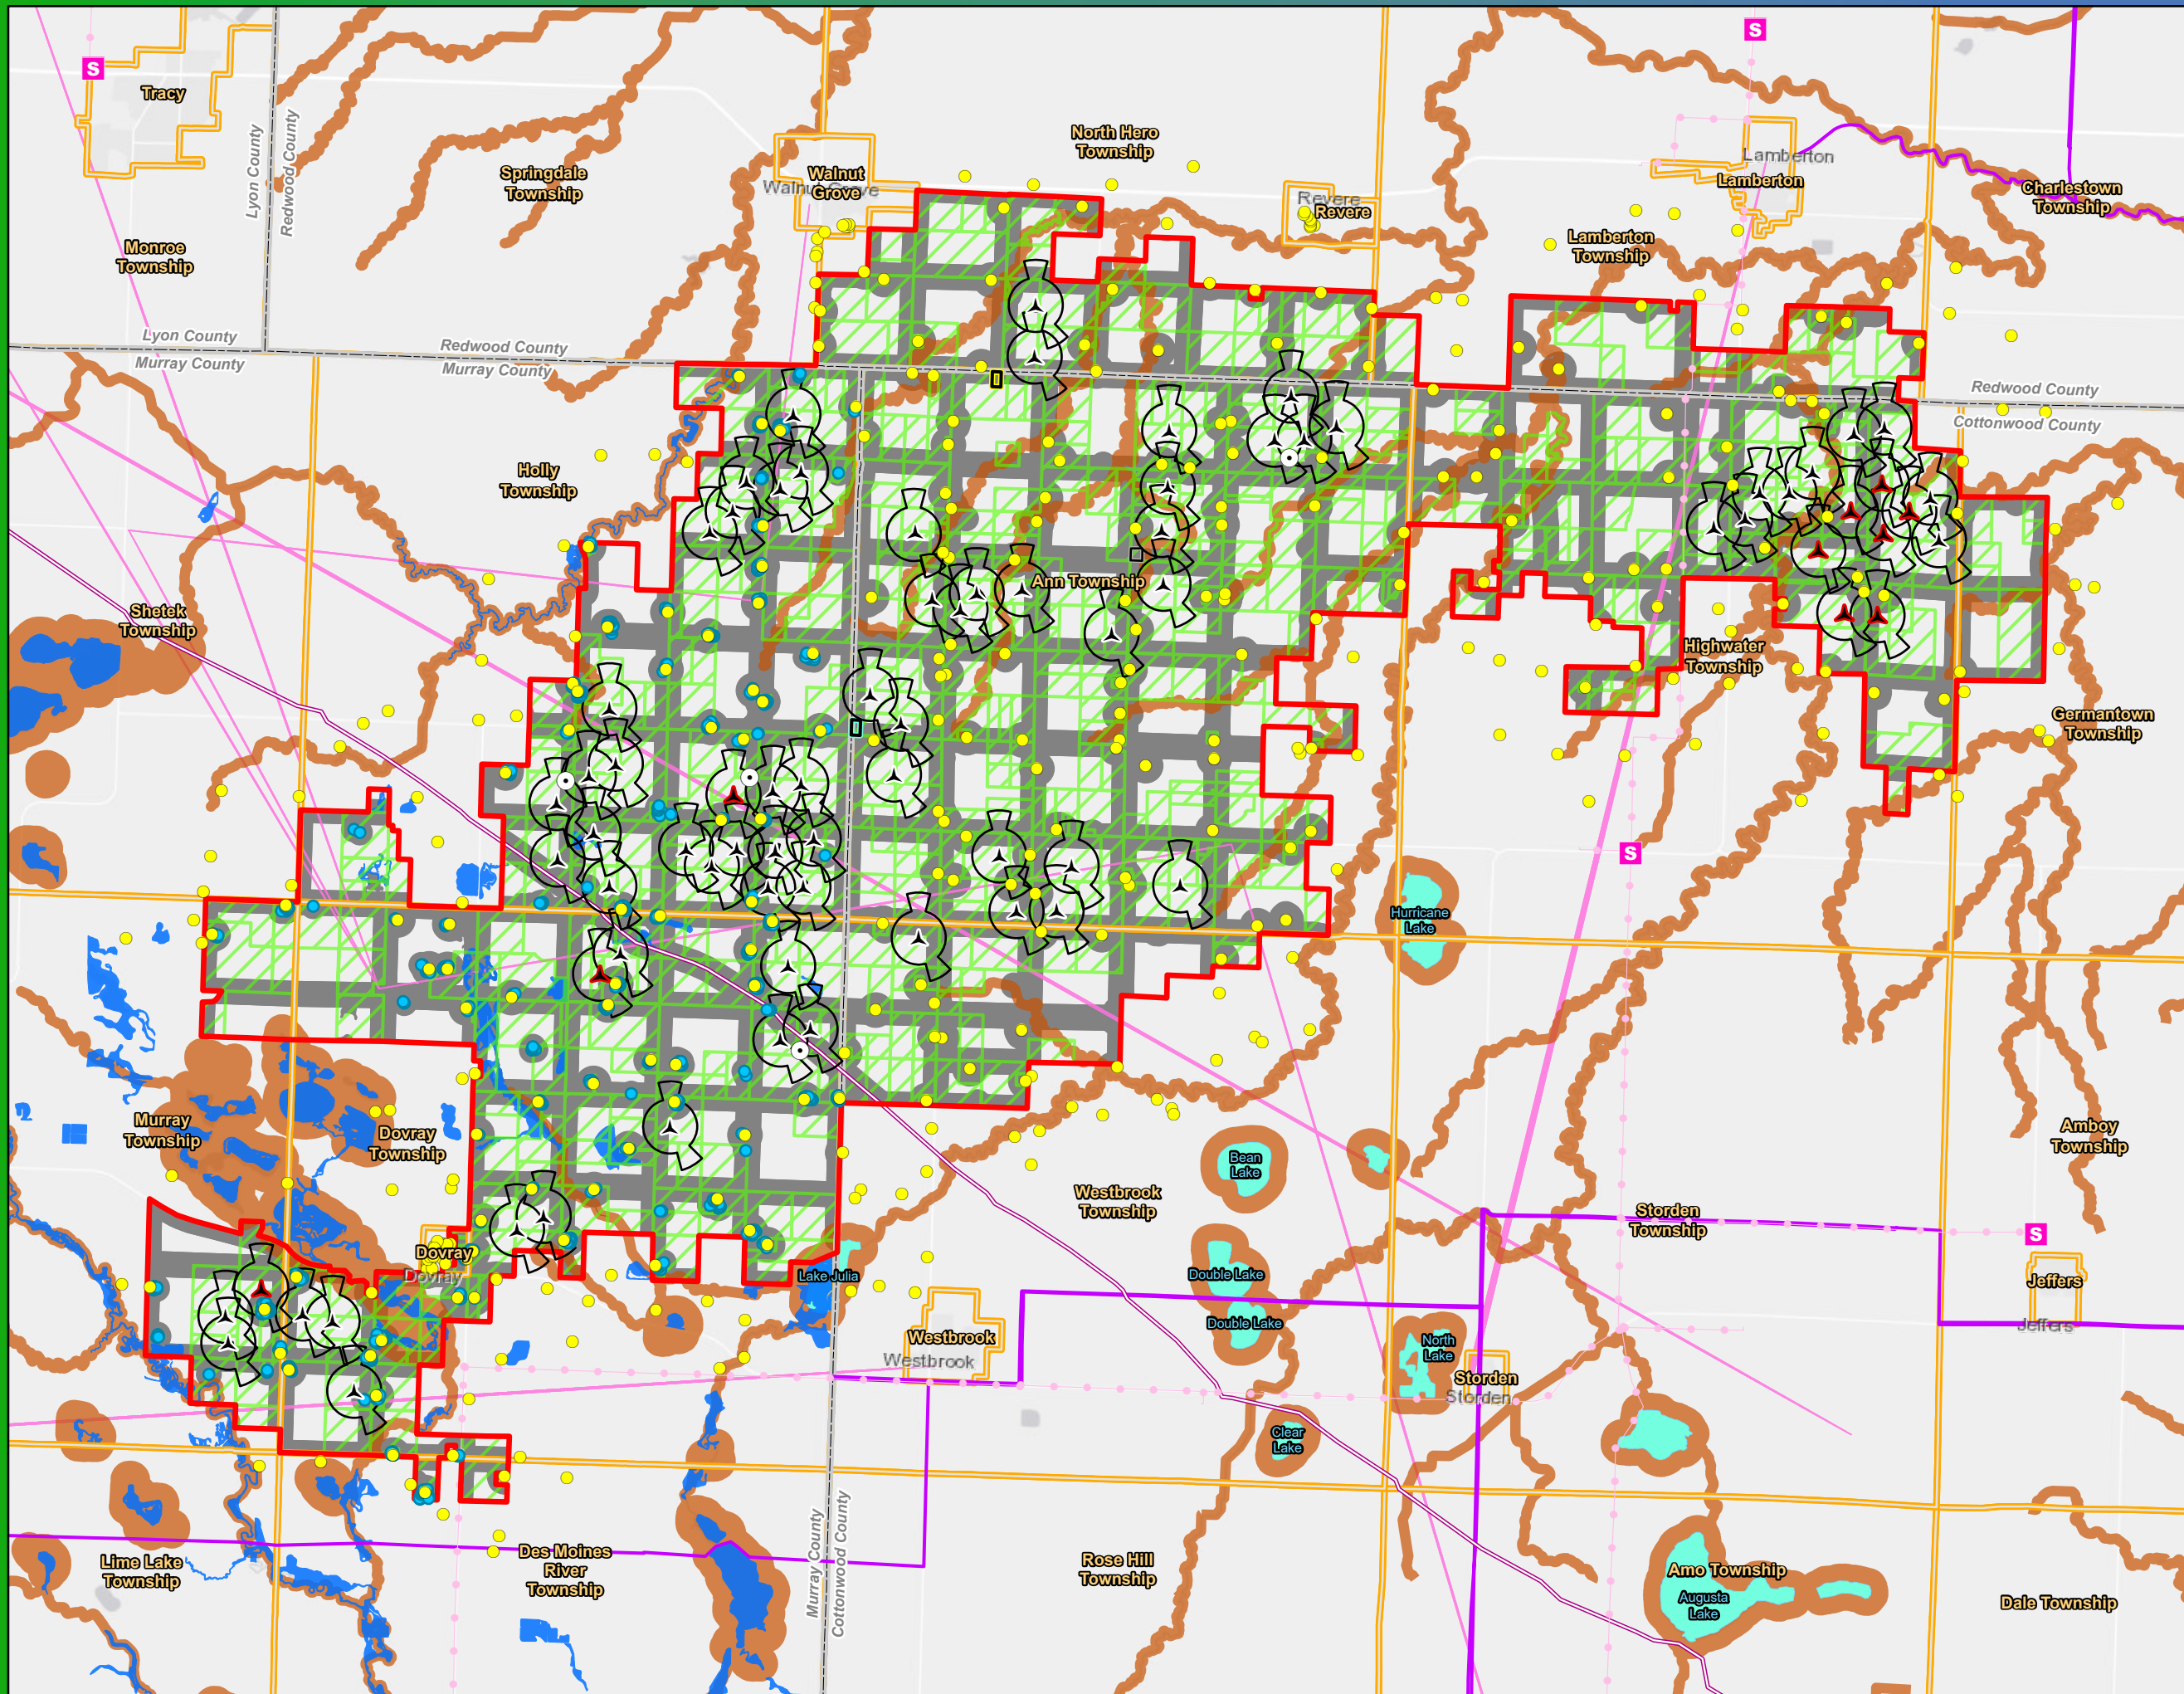 S
S
Tracy
Lyon County
Redwood County
North Hero
Township
Springdale
Township
Walnut Grove
Walnut
Grove
Revere
Revere
Lamberton
Lamberton
Charlestown
Township
Monroe
Township
Lamberton
Township
Lyon County
Murray County
Redwood County
Murray County
Redwood County
Cottonwood County
Holly
Township
Ann Township
Shetek
Township
Highwater
Township
Germantown
Township
S
Hurricane
Lake
Murray
Township
Dovray
Township
Amboy
Township
Bean
Lake
Westbrook
Township
Storden
Township
S
Dovray
Dovray
Lake Julia
Double Lake
Jeffers
Jeffers
Double Lake
Westbrook
Westbrook
North
Lake
Storden
Storden
Clear
Lake
Murray County
Cottonwood County
Lime Lake
Township
Des Moines
River
Township
Rose Hill
Township
Amo Township
Augusta
Lake
Dale Township